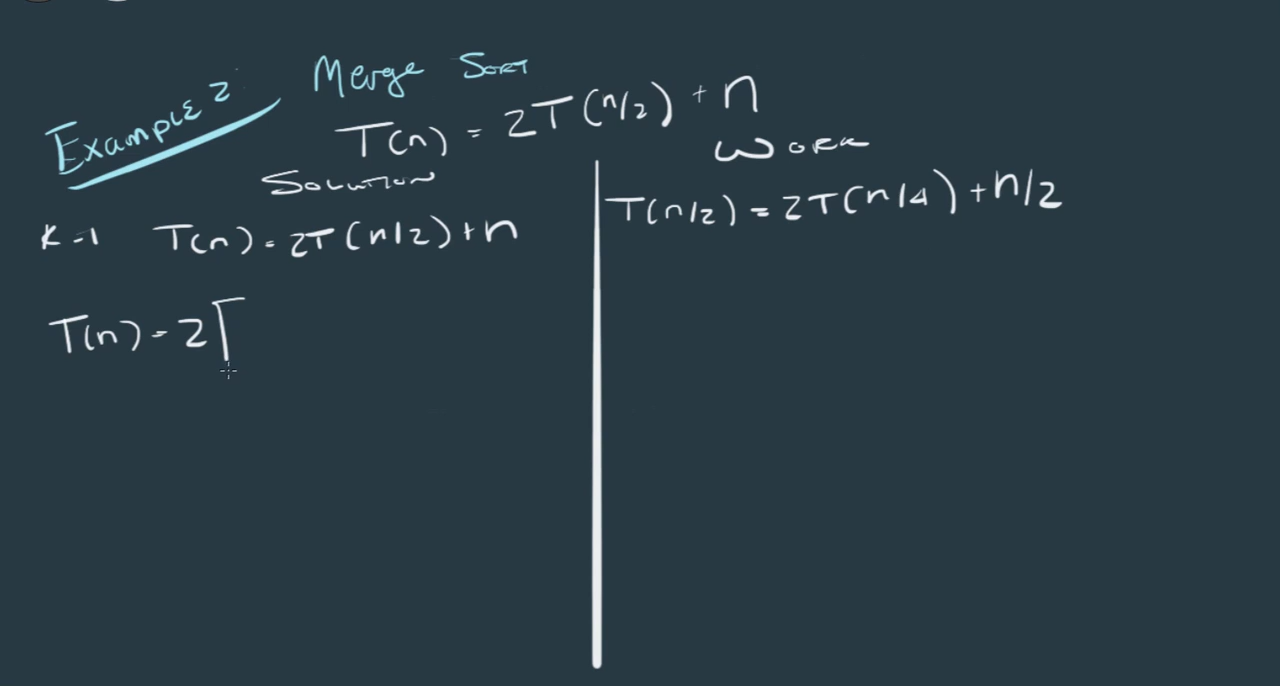 Example 2
Merge Sort
T(n) = 2T(n/2) + n
Solution
Work
K=1 T(n) = 2T(n/2) + n
T(n/2) = 2T(n/4) + n/2
T(n) = 2[